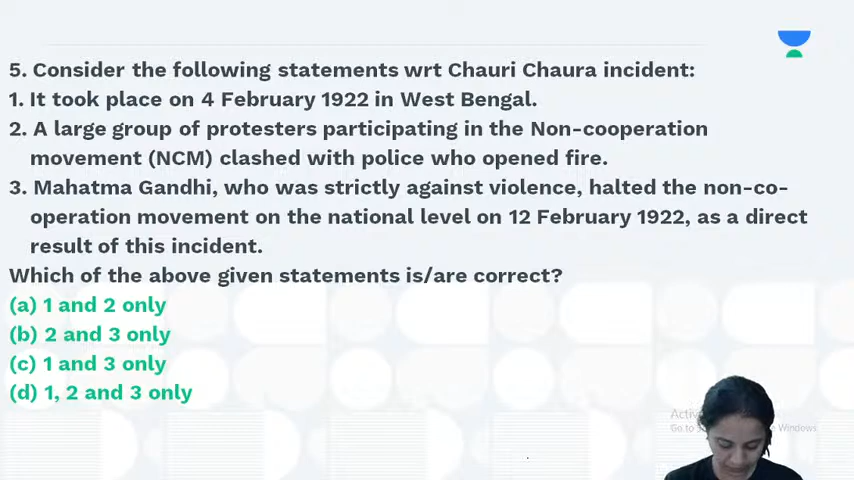 5. Consider the following statements wrt Chauri Chaura incident:
1. It took place on 4 February 1922 in West Bengal.
2. A large group of protesters participating in the Non-cooperation
movement (NCM) clashed with police who opened fire.
3. Mahatma Gandhi, who was strictly against violence, halted the non-co-
operation movement on the national level on 12 February 1922, as a direct
result of this incident.
Which of the above given statements is/are correct?
(a) 1 and 2 only
(b) 2 and 3 only
(c) 1 and 3 only
(d) 1, 2 and 3 only
Go to
Windows